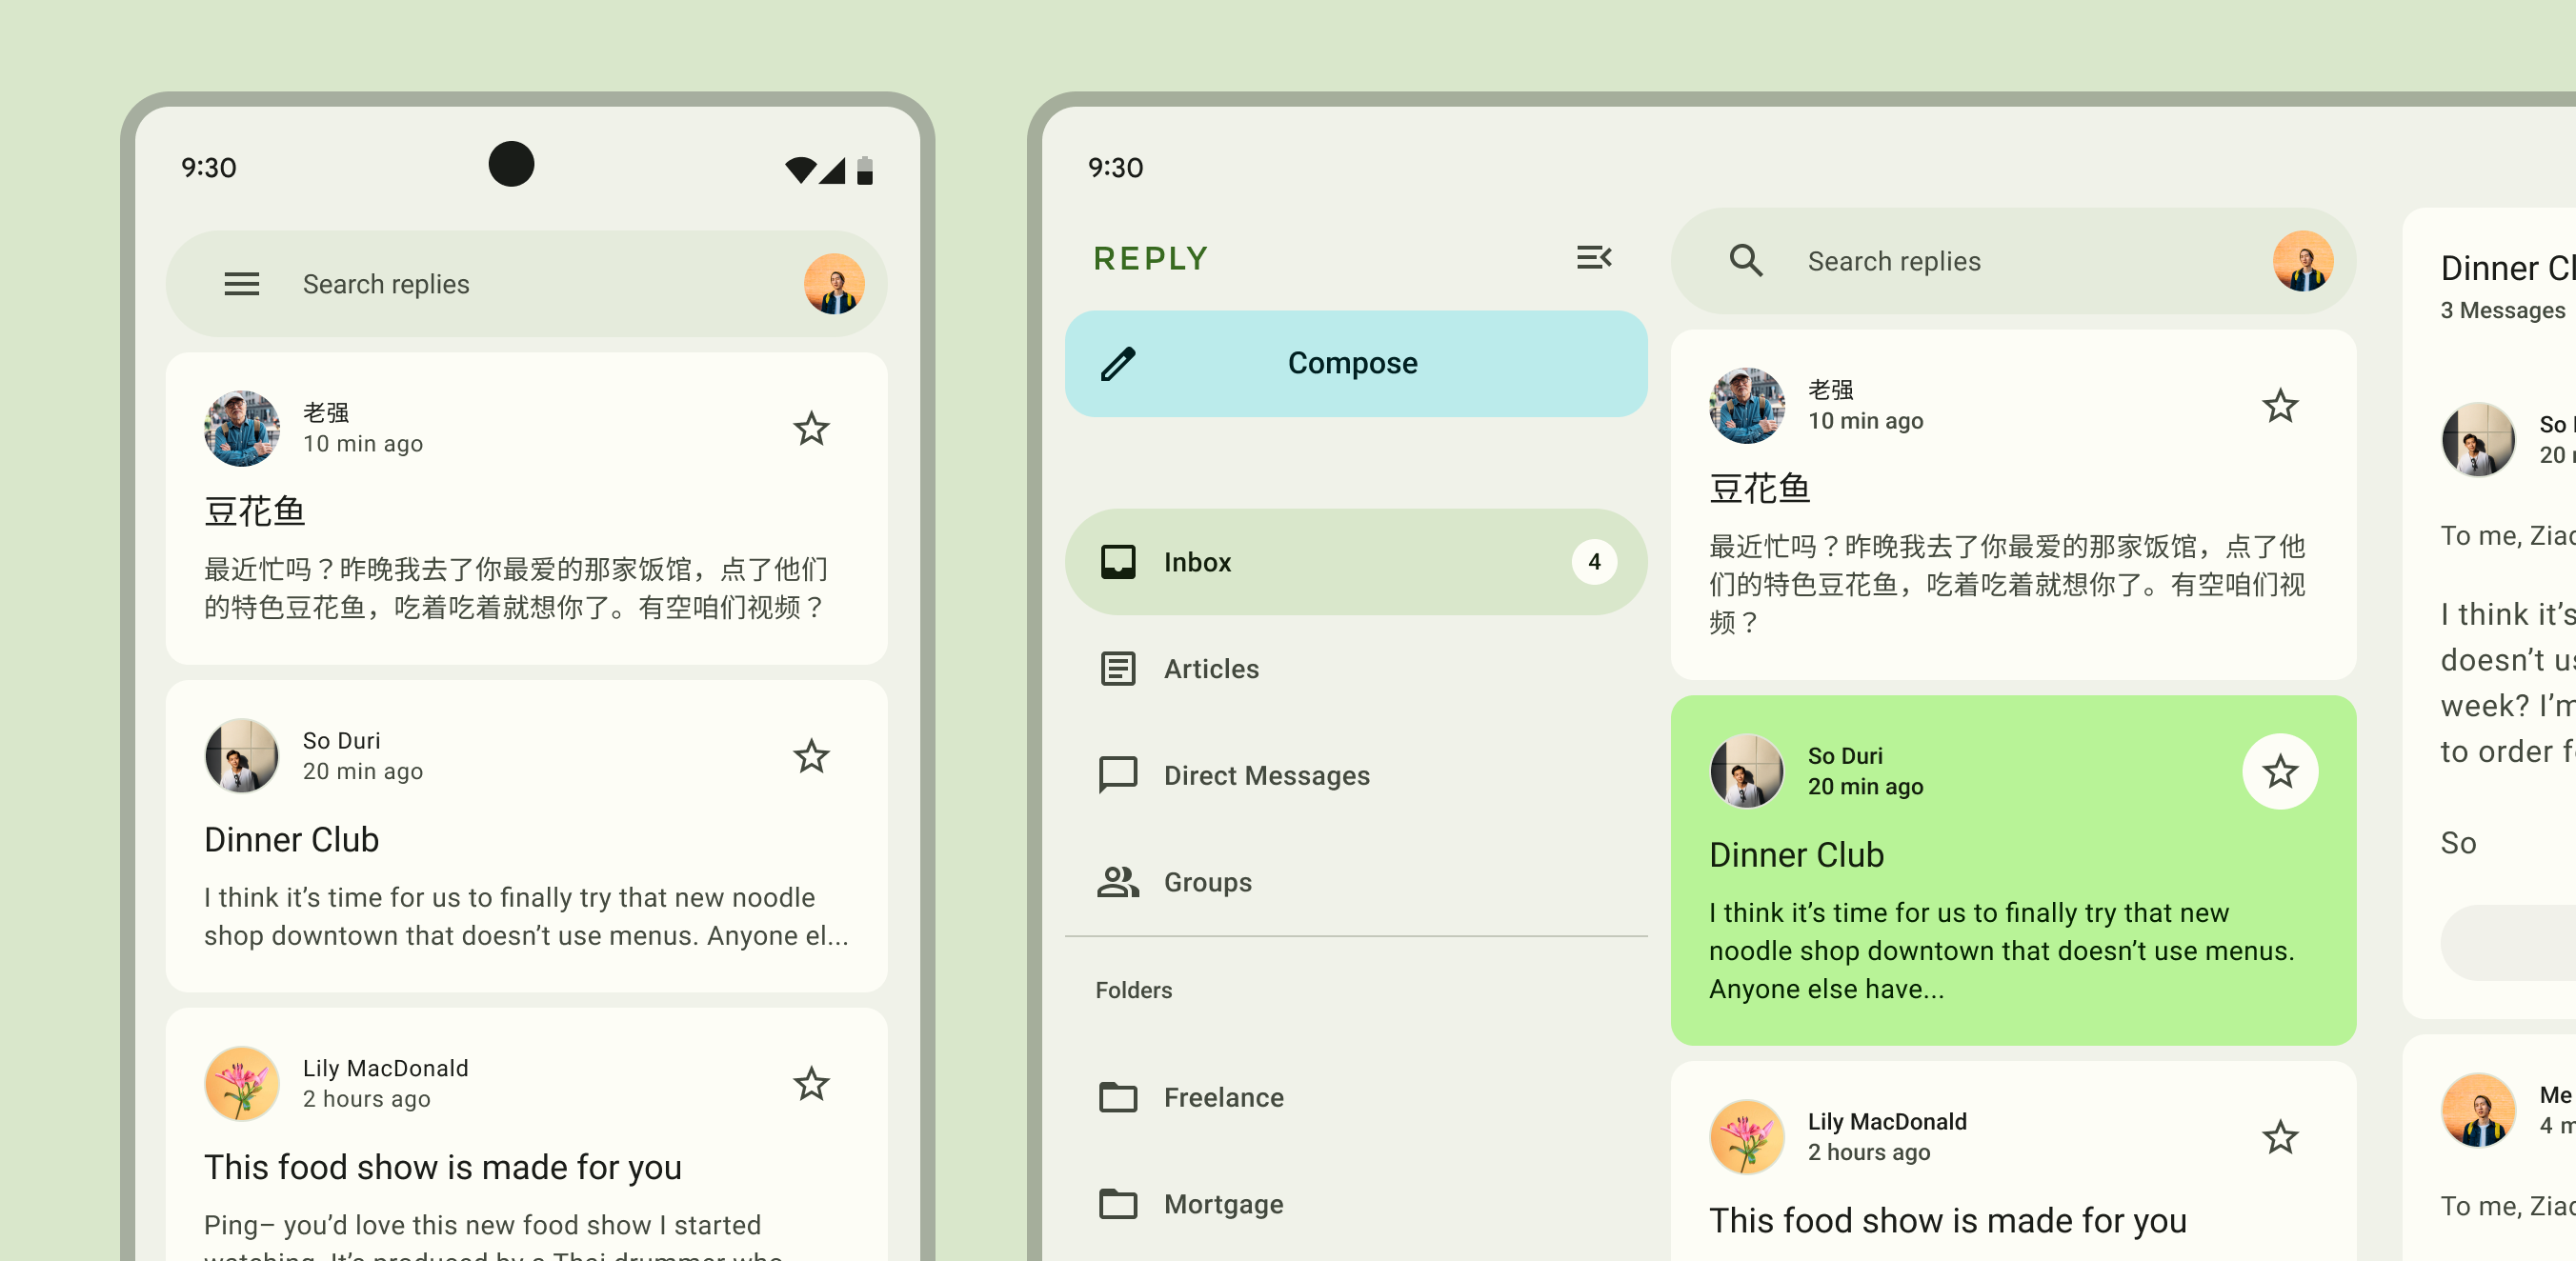 9:30
Search replies
老强
10 min ago
豆花鱼
最近忙吗？昨晚我去了你最爱的那家饭馆，点了他们
的特色豆花鱼，吃着吃着就想你了。有空咱们视频？
So Duri
20 min ago
Dinner Club
I think it’s time for us to finally try that new noodle
shop downtown that doesn’t use menus. Anyone el...
Lily MacDonald
2 hours ago
This food show is made for you
Ping– you’d love this new food show I started
watching. It’s produced by a Thai drummer who
9:30
REPLY
Compose
Inbox
4
Articles
Direct Messages
Groups
Folders
Freelance
Mortgage
Search replies
老强
10 min ago
豆花鱼
最近忙吗？昨晚我去了你最爱的那家饭馆，点了他
们的特色豆花鱼，吃着吃着就想你了。有空咱们视
频？
So Duri
20 min ago
Dinner Club
I think it’s time for us to finally try that new
noodle shop downtown that doesn’t use menus.
Anyone else have...
Lily MacDonald
2 hours ago
This food show is made for you
Dinner
3 Messages
So
20
To me,
I think it’s
doesn’t
week? I’m
to order
So
Me
4
To me,